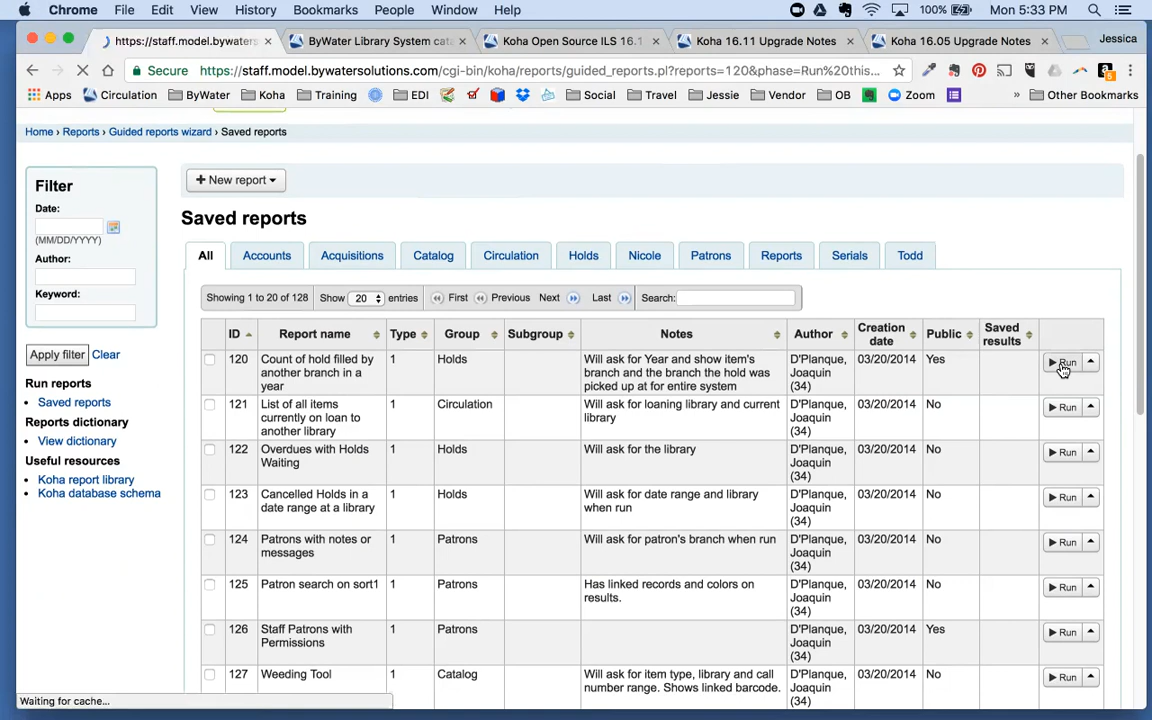 Chrome File Edit View History Bookmarks People Window Help 100% Mon 5:33 PM
https://staff.model.bywaters × ByWater Library System cata × Koha Open Source ILS 16.1 × Koha 16.11 Upgrade Notes × Koha 16.05 Upgrade Notes × Jessica
Secure https://staff.model.bywatersolutions.com/cgi-bin/koha/reports/guided_reports.pl?reports=120&phase=Run%20this...
Apps Circulation ByWater Koha Training EDI Social Travel Jessie Vendor OB Zoom » Other Bookmarks
Home › Reports › Guided reports wizard › Saved reports
Filter
Date:
(MM/DD/YYYY)
Author:
Keyword:
Apply filter Clear
Run reports
• Saved reports
Reports dictionary
• View dictionary
Useful resources
• Koha report library
• Koha database schema
+ New report
Saved reports
All Accounts Acquisitions Catalog Circulation Holds Nicole Patrons Reports Serials Todd
Showing 1 to 20 of 128 Show 20 entries First Previous Next Last Search:
ID Report name Type Group Subgroup Notes Author Creation date Public Saved results
120 Count of hold filled by Holds Will ask for Year and show item's D'Planque, 03/20/2014 Yes Run
another branch in a 1 branch and the branch the hold was Joaquin
year picked up at for entire system (34)
121 List of all items 1 Circulation Will ask for loaning library and current D'Planque, 03/20/2014 No Run
currently on loan to library Joaquin
another library (34)
122 Overdues with Holds 1 Holds Will ask for the library D'Planque, 03/20/2014 No Run
Waiting Joaquin
(34)
123 Cancelled Holds in a 1 Holds Will ask for date range and library D'Planque, 03/20/2014 No Run
date range at a library when run Joaquin
(34)
124 Patrons with notes or 1 Patrons Will ask for patron's branch when run D'Planque, 03/20/2014 No Run
messages Joaquin
(34)
125 Patron search on sort1 1 Patrons Has linked records and colors on D'Planque, 03/20/2014 No Run
results. Joaquin
(34)
126 Staff Patrons with 1 Patrons D'Planque, 03/20/2014 Yes Run
Permissions Joaquin
(34)
127 Weeding Tool 1 Catalog Will ask for item type, library and call D'Planque, 03/20/2014 No Run
number range. Shows linked barcode. Joaquin
(34)
Waiting for cache...